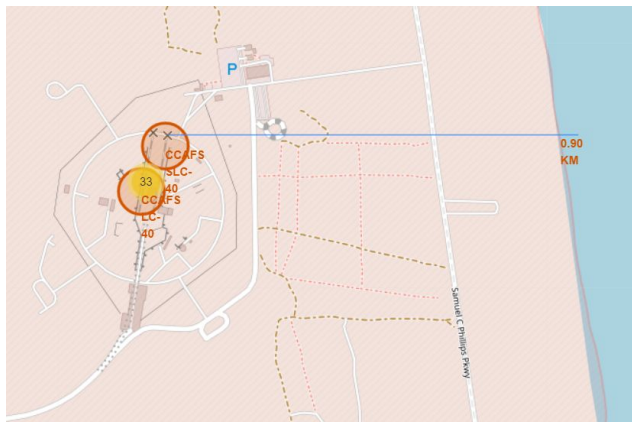 P
0.90
KM
CCAFS
SLC-
40
33
CCAFS
LC-
40
Samuel C Phillips Pkwy